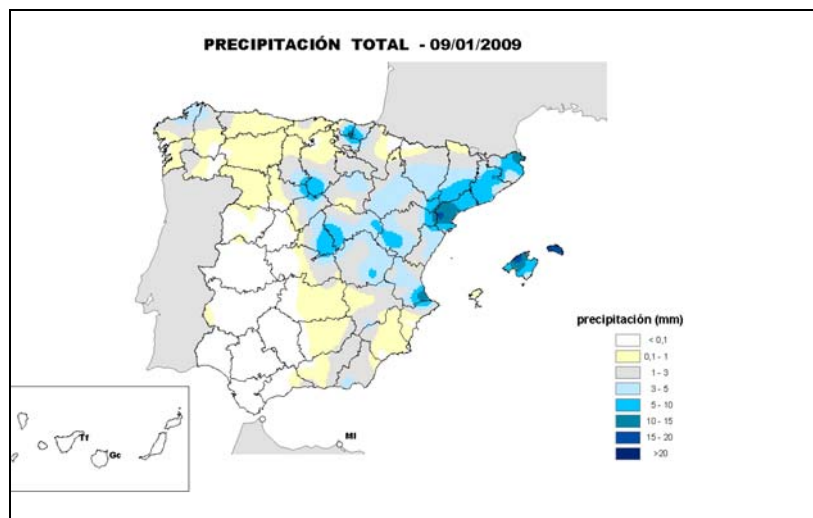 PRECIPITACIÓN TOTAL - 09/01/2009
precipitación (mm)
< 0,1
0,1 - 1
1 - 3
3 - 5
5 - 10
10 - 15
15 - 20
>20
Tf
Gc
Ml